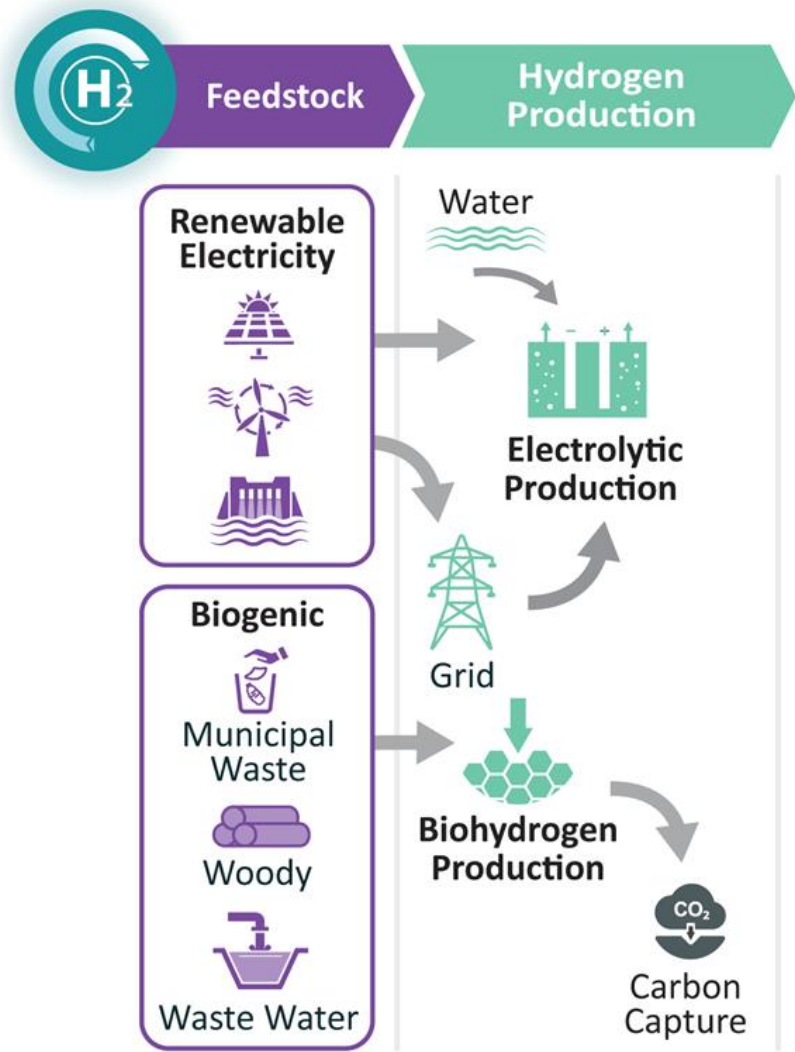 H2
Feedstock
Hydrogen
Production
Renewable
Electricity
Water
- +
Electrolytic
Production
Grid
Biogenic
Municipal
Waste
Woody
Waste Water
Biohydrogen
Production
CO₂
Carbon
Capture